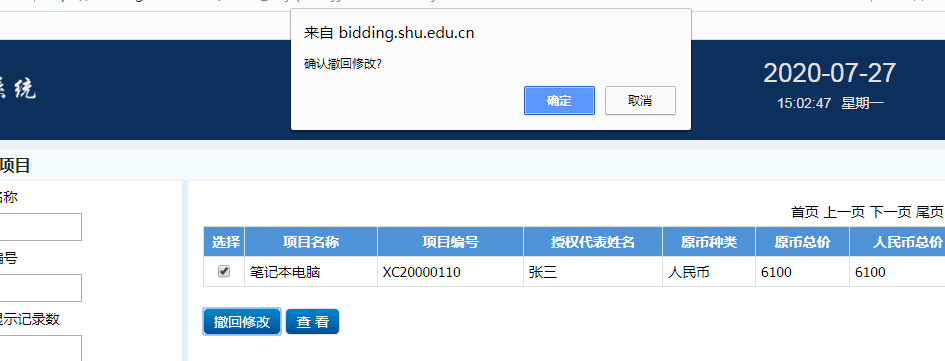 来自 bidding.shu.edu.cn
确认撤回修改?
确定 取消
系统
2020-07-27
15:02:47 星期一
项目
名称
编号
显示记录数
首页 上一页 下一页 尾页
选择 项目名称 项目编号 授权代表姓名 原币种类 原币总价 人民币总价
笔记本电脑 XC20000110 张三 人民币 6100 6100
撤回修改 查 看